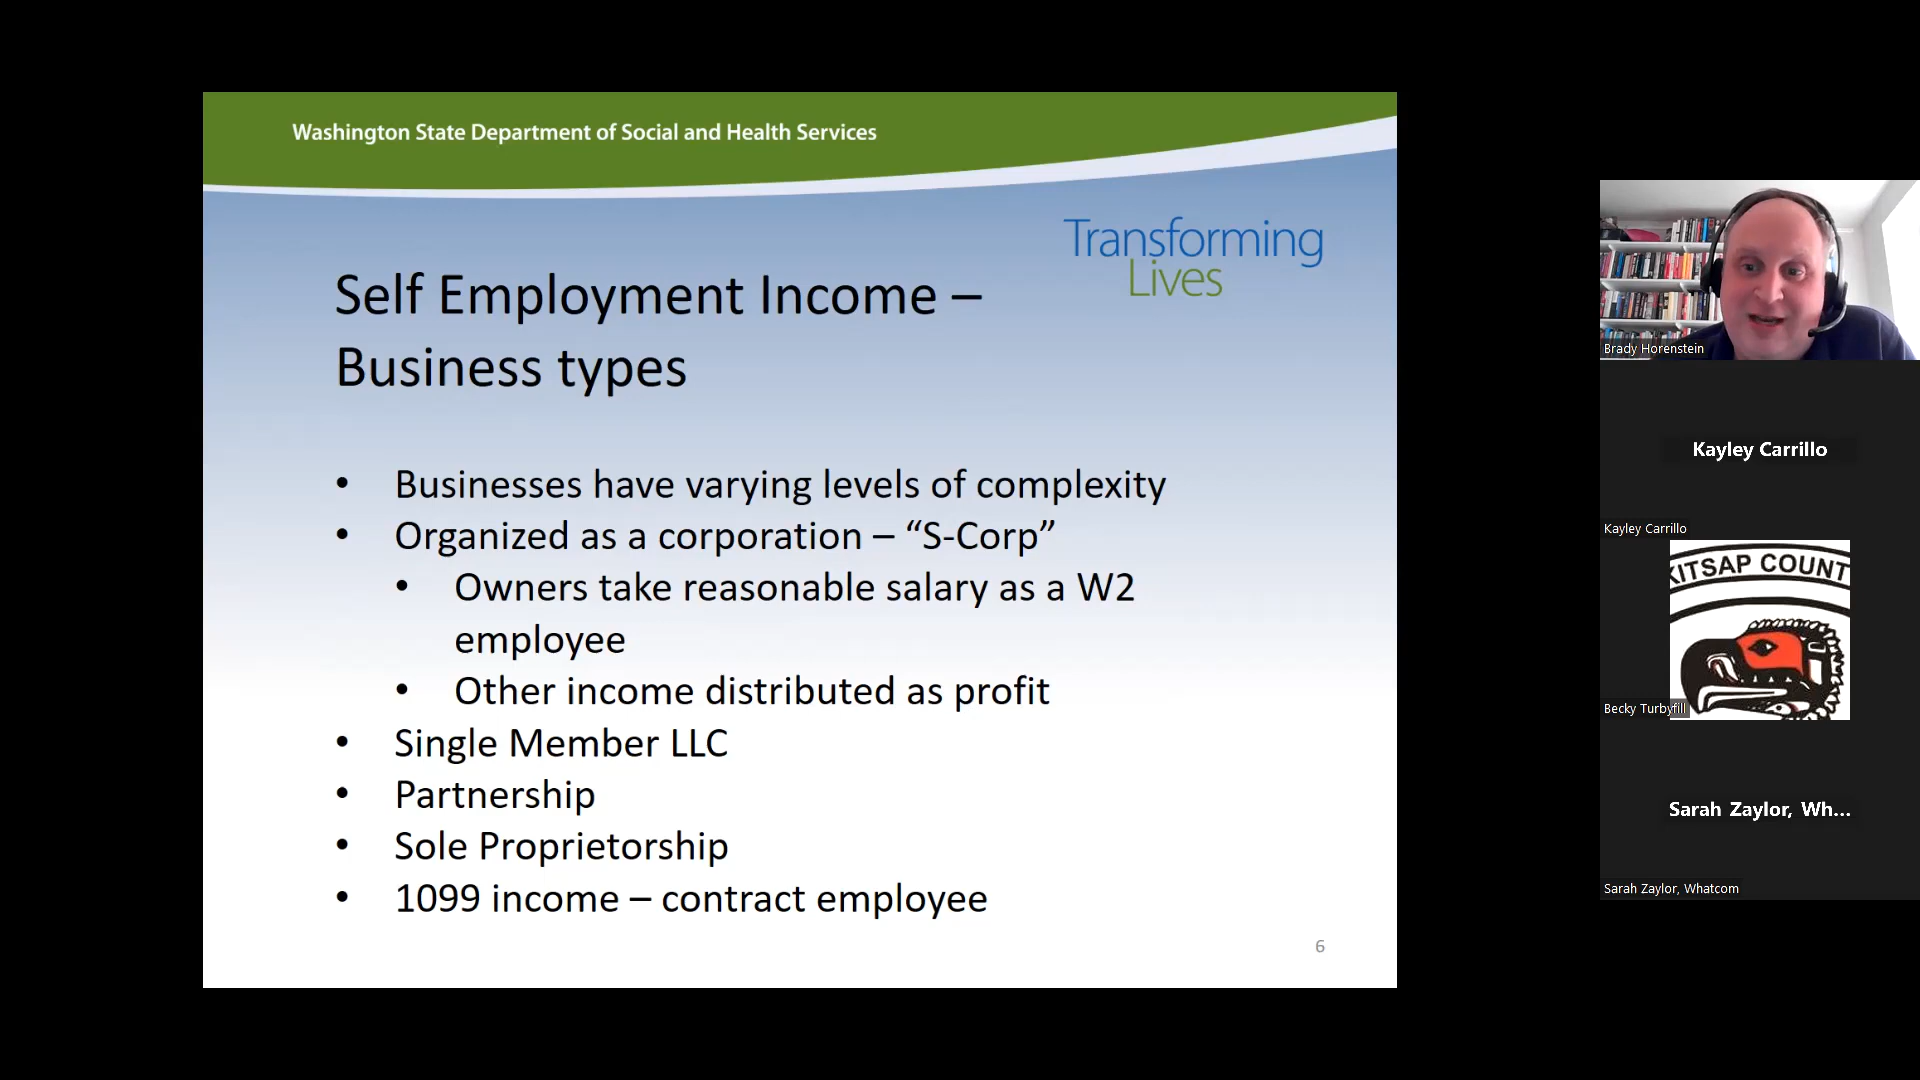 Washington State Department of Social and Health Services
Transforming
Lives
Self Employment Income –
Business types
• Businesses have varying levels of complexity
• Organized as a corporation – “S-Corp”
• Owners take reasonable salary as a W2
employee
• Other income distributed as profit
• Single Member LLC
• Partnership
• Sole Proprietorship
• 1099 income – contract employee
6
Brady Horenstein
Kayley Carrillo
Kayley Carrillo
KITSAP COUNT
Becky Turbyfill
Sarah Zaylor, Wh...
Sarah Zaylor, Whatcom